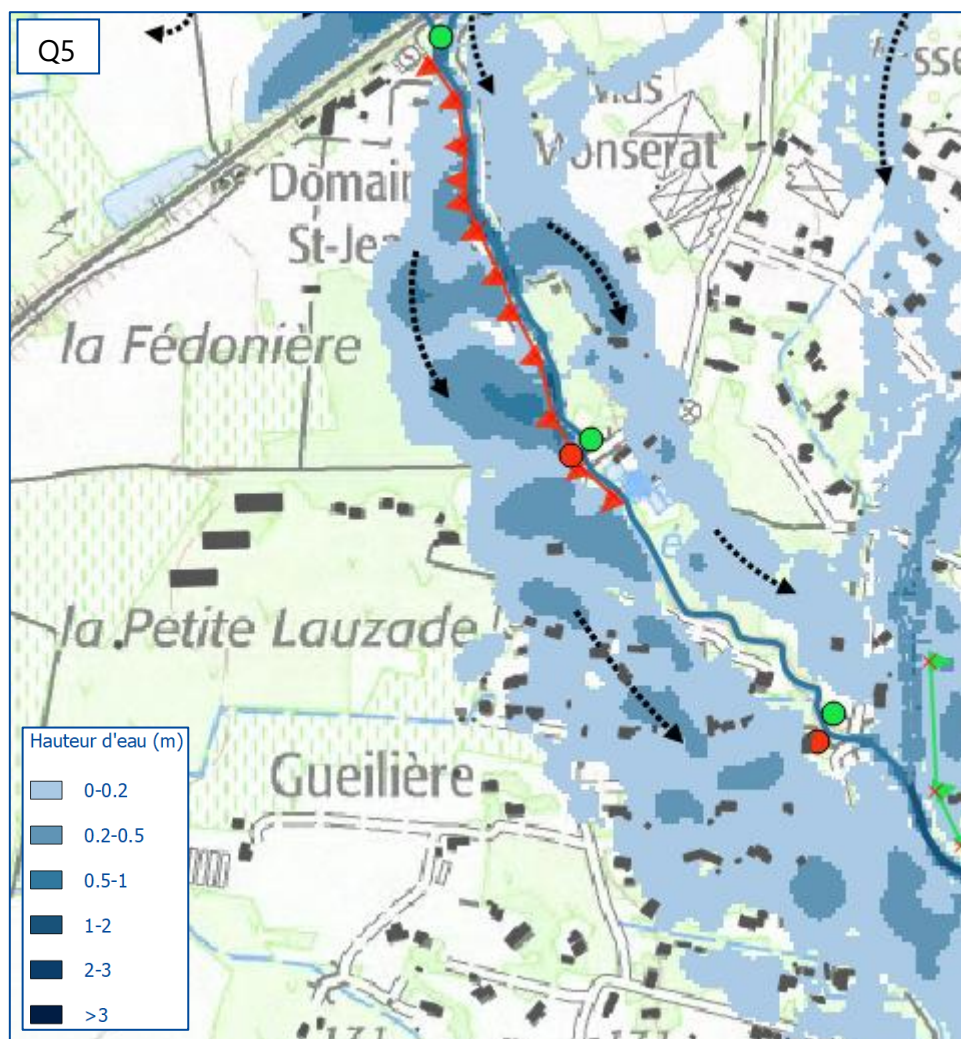 Q5
Monserat
Domain
St-Jea
la Fédonière
la Petite Lauzade
Gueilière
Hauteur d'eau (m)
0-0.2
0.2-0.5
0.5-1
1-2
2-3
>3